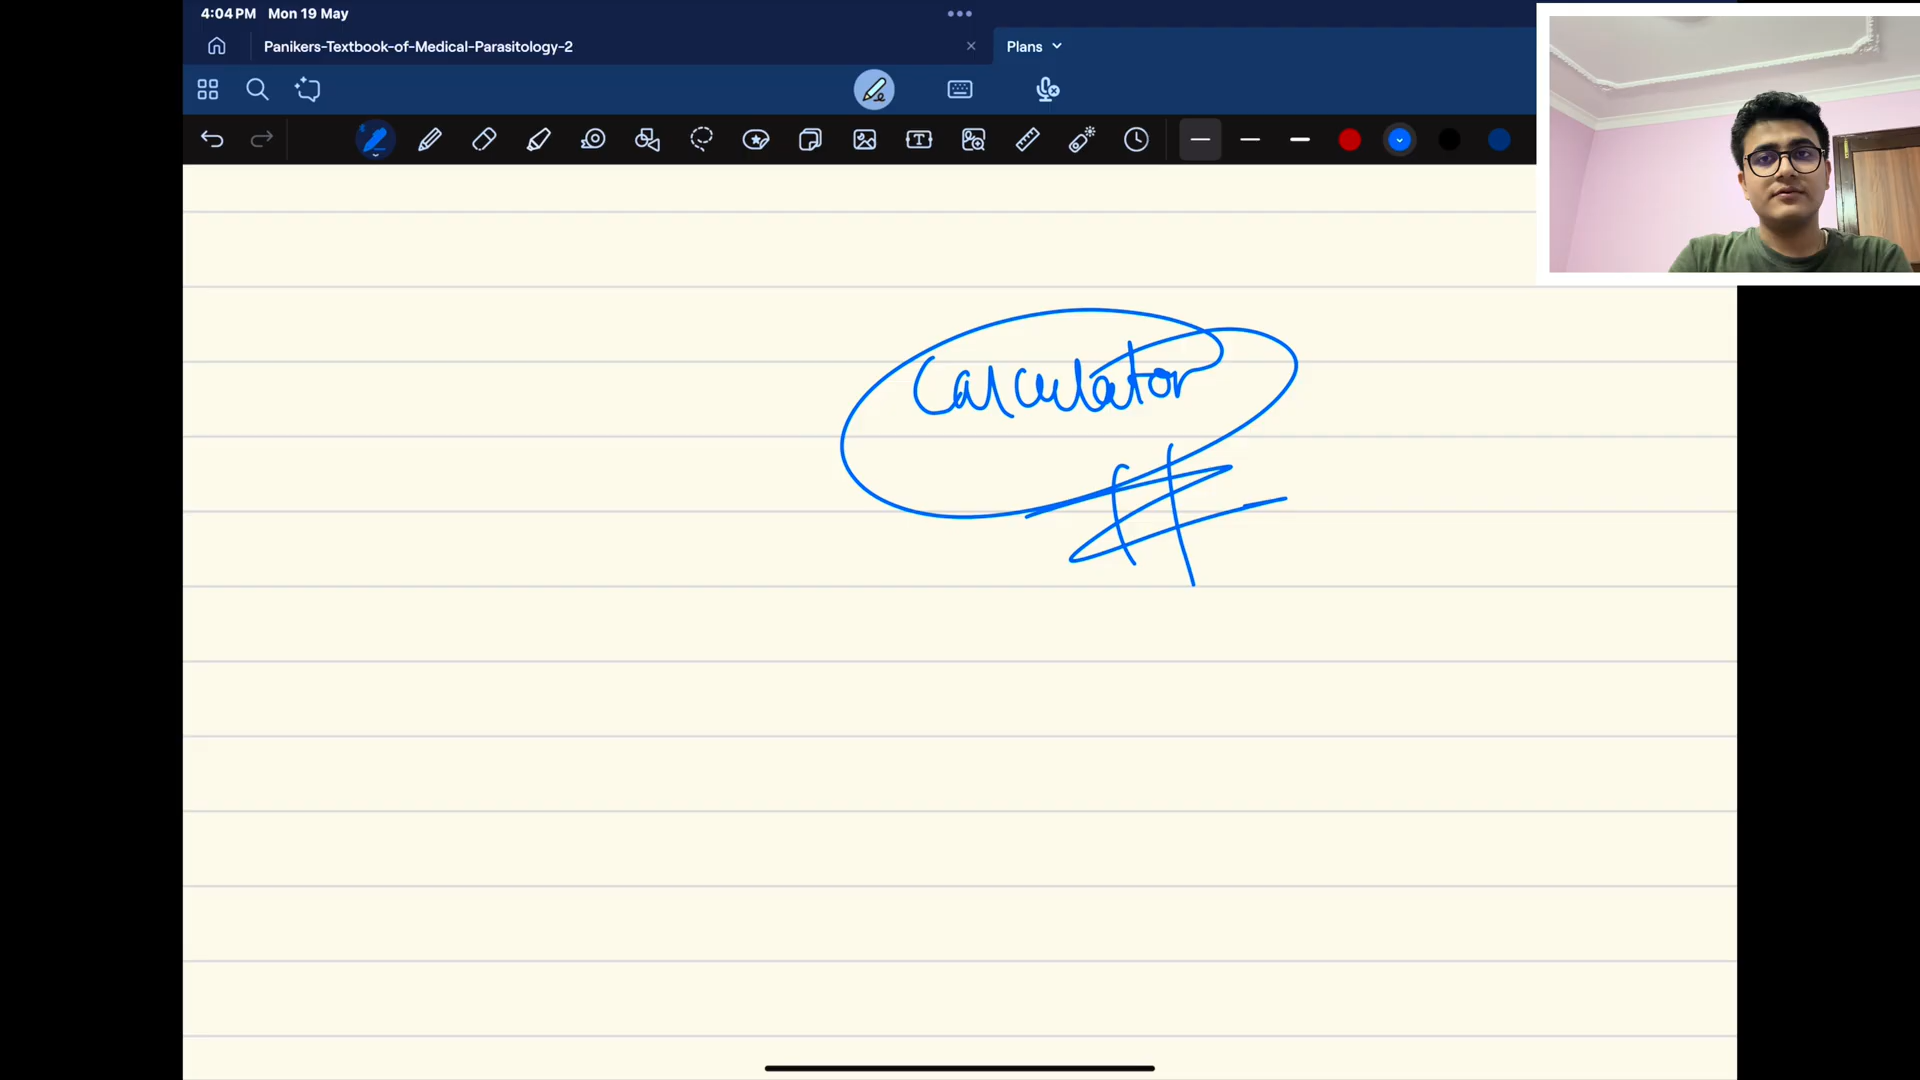 4:04 PM Mon 19 May
Panikers-Textbook-of-Medical-Parasitology-2
Plans
Calculator
#